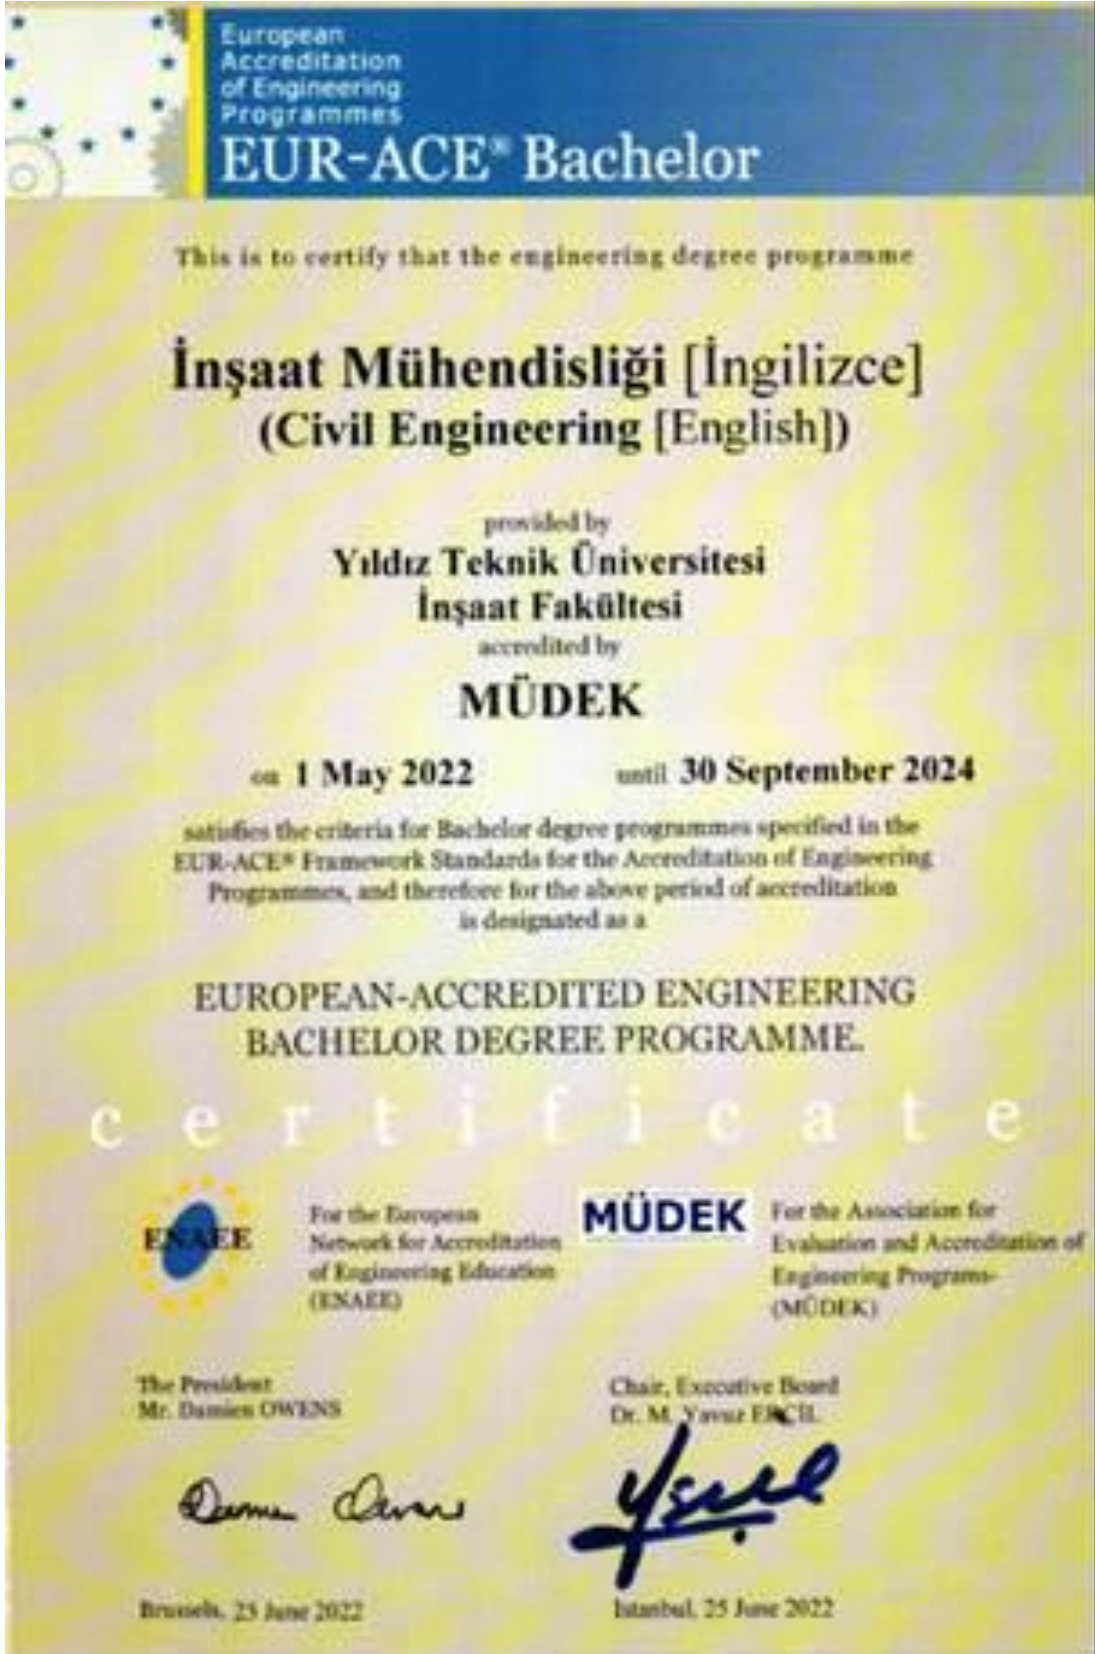 European
Accreditation
of Engineering
Programmes
EUR-ACE® Bachelor
This is to certify that the engineering degree programme
İnşaat Mühendisliği [İngilizce]
(Civil Engineering [English])
provided by
Yıldız Teknik Üniversitesi
İnşaat Fakültesi
accredited by
MÜDEK
on 1 May 2022 until 30 September 2024
satisfies the criteria for Bachelor degree programmes specified in the
EUR-ACE® Framework Standards for the Accreditation of Engineering
Programmes, and therefore for the above period of accreditation
is designated as a
EUROPEAN-ACCREDITED ENGINEERING
BACHELOR DEGREE PROGRAMME.
certificate
ENAEE
For the European
Network for Accreditation
of Engineering Education
(ENAEE)
MÜDEK
For the Association for
Evaluation and Accreditation of
Engineering Programs-
(MÜDEK)
The President
Mr. Damien OWENS
Chair, Executive Board
Dr. M. Yavuz ERÇİL
Brussels, 25 June 2022
Istanbul, 25 June 2022